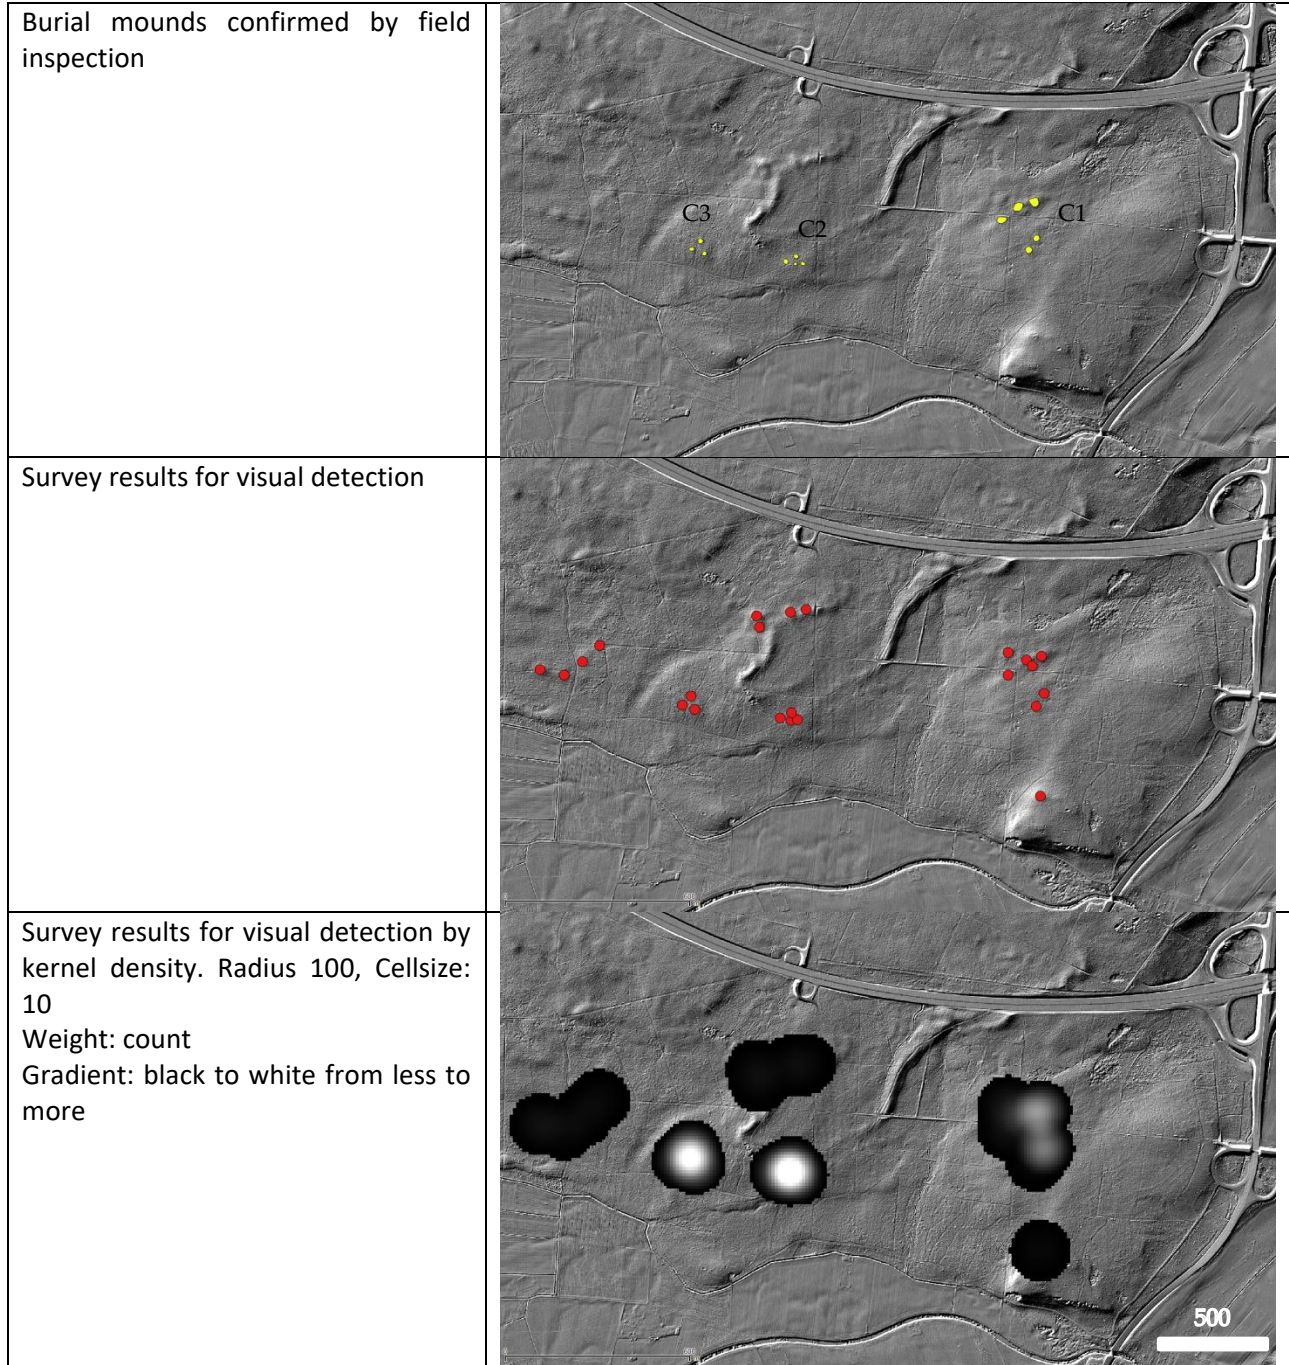 Burial mounds confirmed by field
inspection
C3
C2
C1
Survey results for visual detection
Survey results for visual detection by
kernel density. Radius 100, Cellsize:
10
Weight: count
Gradient: black to white from less to
more
500